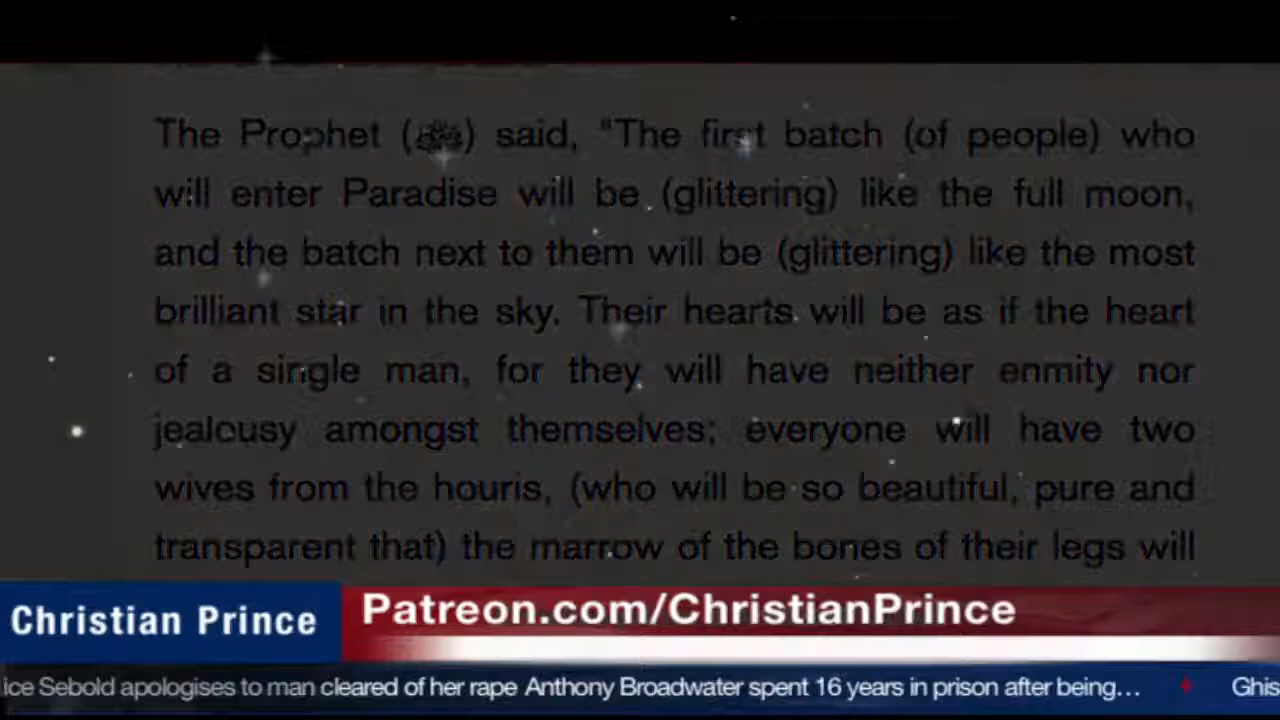 The Prophet (ﷺ) said, "The first batch (of people) who
will enter Paradise will be (glittering) like the full moon,
and the batch next to them will be (glittering) like the most
brilliant star in the sky. Their hearts will be as if the heart
of a single man, for they will have neither enmity nor
jealousy amongst themselves; everyone will have two
wives from the houris, (who will be so beautiful, pure and
transparent that) the marrow of the bones of their legs will
Christian Prince
Patreon.com/ChristianPrince
ice Sebold apologises to man cleared of her rape Anthony Broadwater spent 16 years in prison after being... Ghis